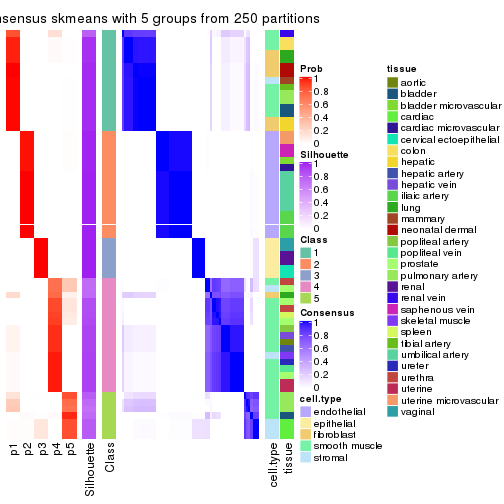 nsensus skmeans with 5 groups from 250 partitions
Prob
1
0.8
0.6
0.4
0.2
0
Silhouette
1
0.8
0.6
0.4
0.2
0
Class
1
2
3
4
5
Consensus
1
0.8
0.6
0.4
0.2
0
cell.type
endothelial
epithelial
fibroblast
smooth muscle
stromal
tissue
aortic
bladder
bladder microvascular
cardiac
cardiac microvascular
cervical ectoepithelial
colon
hepatic
hepatic artery
hepatic vein
iliaic artery
lung
mammary
neonatal dermal
popliteal artery
popliteal vein
prostate
pulmonary artery
renal
renal vein
saphenous vein
skeletal muscle
spleen
tibial artery
umbilical artery
ureter
urethra
uterine
uterine microvascular
vaginal
p1
p2
p3
p4
p5
Silhouette
Class
cell.type
tissue